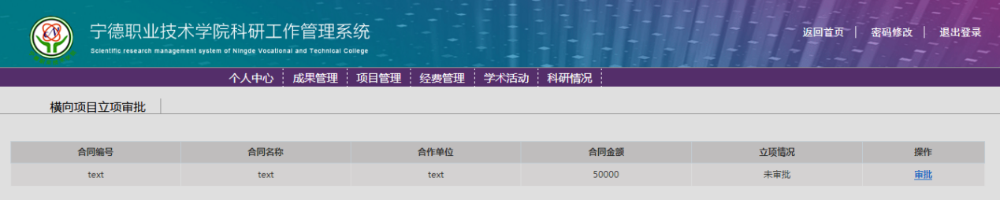 宁德职业技术学院科研工作管理系统
Scientific research management system of Ningde Vocational and Technical College
返回首页 | 密码修改 | 退出登录
个人中心 成果管理 项目管理 经费管理 学术活动 科研情况
横向项目立项审批
合同编号 合同名称 合作单位 合同金额 立项情况 操作
text text text 50000 未审批 审批